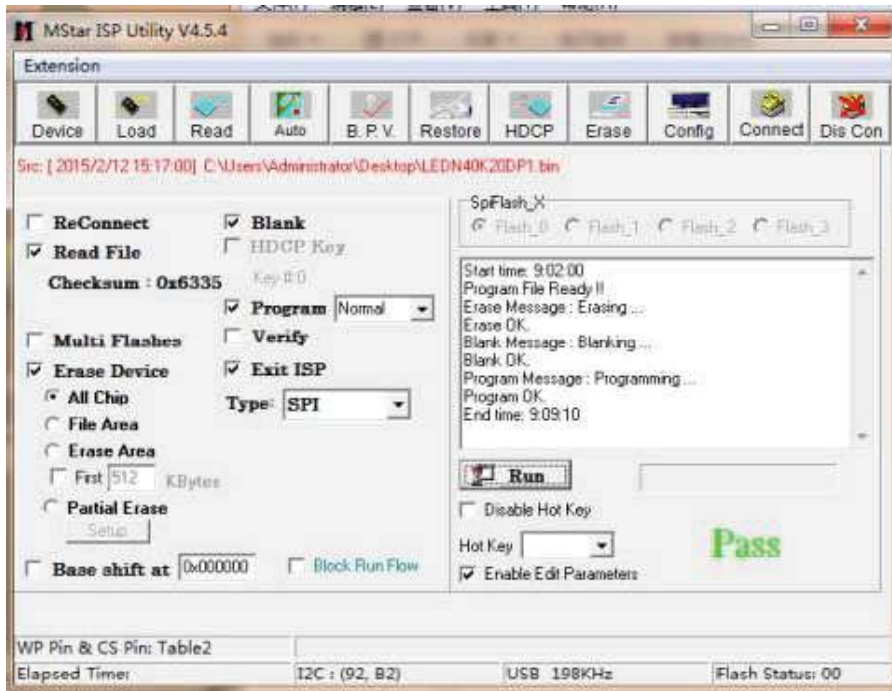 MStar ISP Utility V4.5.4
Extension
Device Load Read Auto B. P. V. Restore HDCP Erase Config Connect Dis Con
Src: [ 2015/2/12 15:17:00] C:\Users\Administrator\Desktop\LEDN40K20DP1.bin
SpiFlash_X
Flash_0 Flash_1 Flash_2 Flash_3
ReConnect
Blank
Read File
HDCP Key
Checksum : 0x6335
Key#:0
Program Normal
Multi Flashes
Verify
Erase Device
Exit ISP
All Chip
Type: SPI
File Area
Erase Area
First 512 KBytes
Partial Erase
Setup
Base shift at 0x000000
Block Run Flow
Start time: 9:02:00
Program File Ready !!
Erase Message : Erasing ...
Erase OK.
Blank Message : Blanking ...
Blank OK.
Program Message : Programming ...
Program OK.
End time: 9:09:10
Run
Disable Hot Key
Hot Key
Pass
Enable Edit Parameters
WP Pin & CS Pin: Table2
Elapsed Time: I2C : (92, B2) USB 198KHz Flash Status: 00